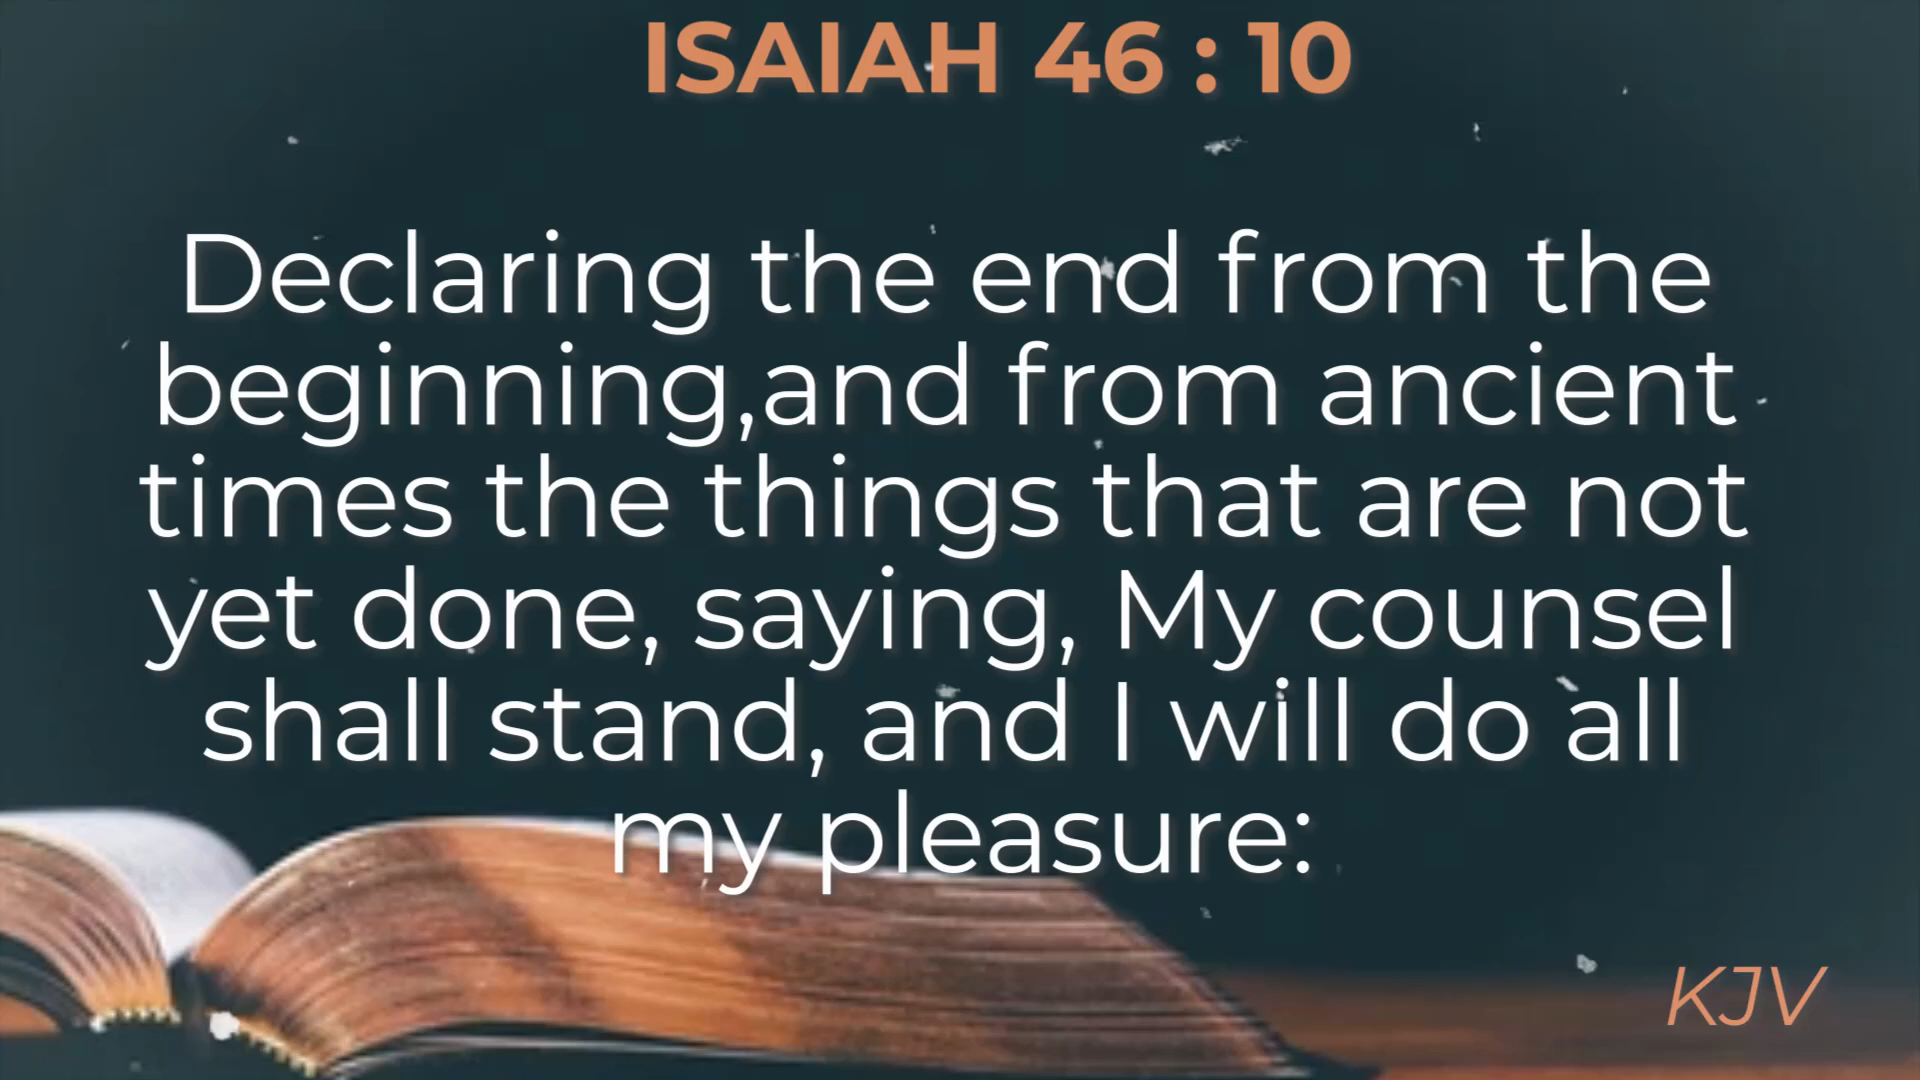 ISAIAH 46 : 10
Declaring the end from the
beginning,and from ancient
times the things that are not
yet done, saying, My counsel
shall stand, and I will do all
my pleasure:
KJV